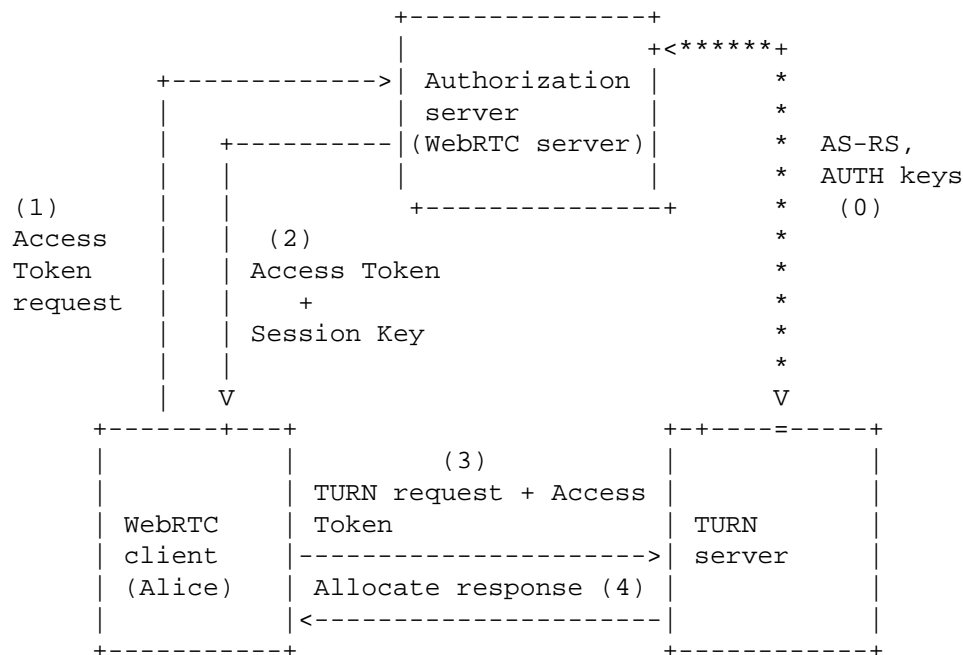 Authorization
server
(WebRTC server)
AS-RS,
AUTH keys
(0)
(1)
Access
Token
request
(2)
Access Token
+
Session Key
(3)
TURN request + Access
Token
WebRTC
client
(Alice)
TURN
server
Allocate response (4)